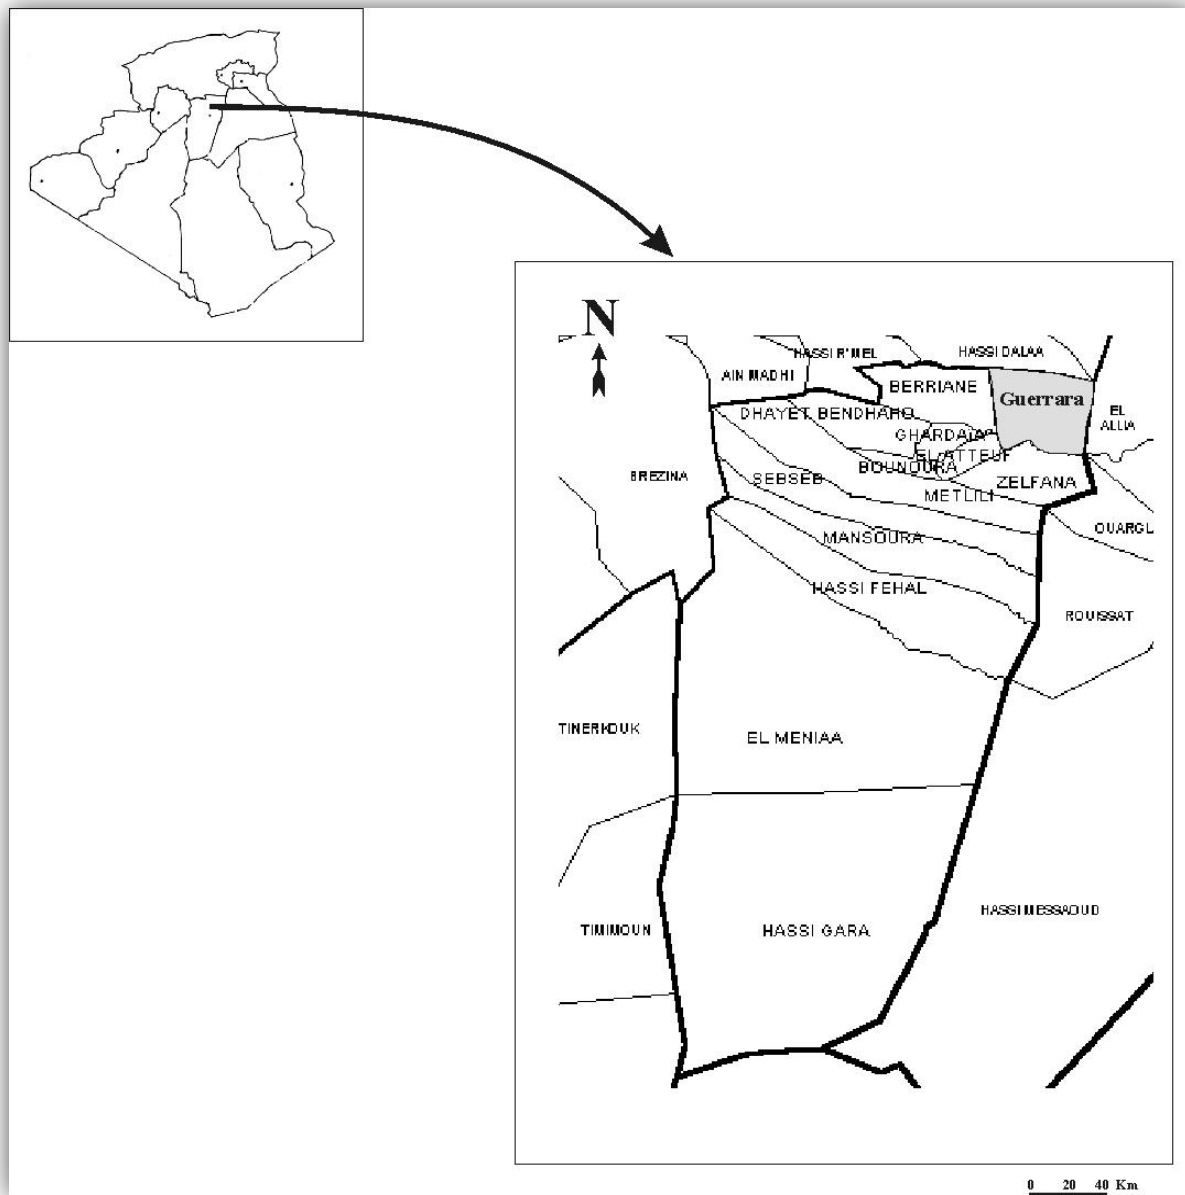 N
HASSI R'MEL
HASSI DALAA
AIN MADHI
BERRIANE
Guerrara
DHAYET BENDHAHO
EL
ALLIA
GHARDAIA
EL ATTEUF
BOUNOURA
BREZINA
SEBSEB
ZELFANA
METLILI
OUARGL
MANSOURA
HASSI FEHAL
ROUISSAT
TINERKOUK
EL MENIAA
HASSI MESSAOUD
TIMIMOUN
HASSI GARA
0 20 40 Km